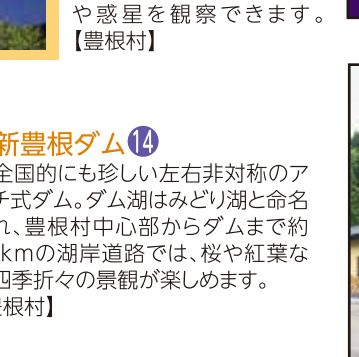 や惑星を観察できます。
【豊根村】
新豊根ダム⑭
全国的にも珍しい左右非対称のア
チ式ダム。ダム湖はみどり湖と命名
れ、豊根村中心部からダムまで約
kmの湖岸道路では、桜や紅葉な
四季折々の景観が楽しめます。
豊根村】